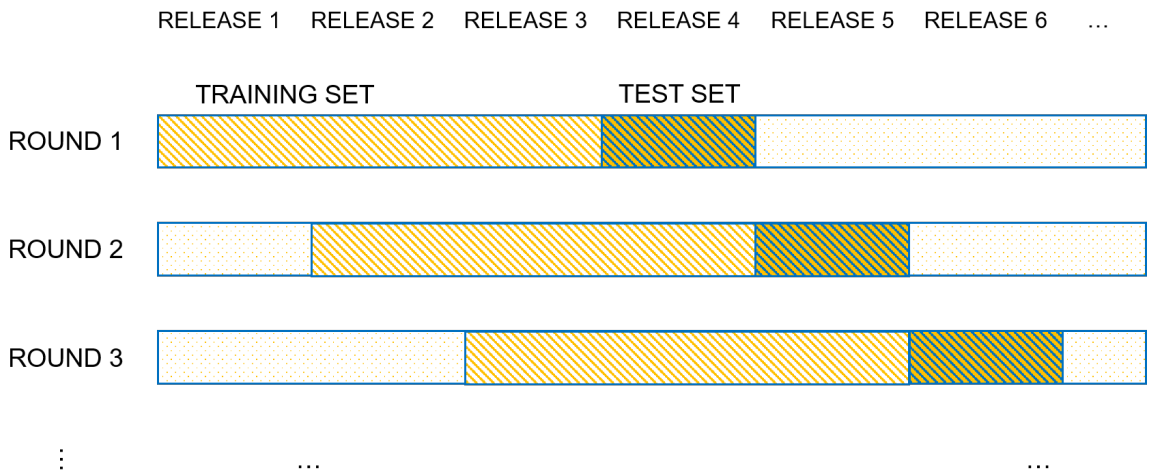 RELEASE 1 RELEASE 2 RELEASE 3 RELEASE 4 RELEASE 5 RELEASE 6 ...
TRAINING SET TEST SET
ROUND 1
ROUND 2
ROUND 3
⋮ ... ...